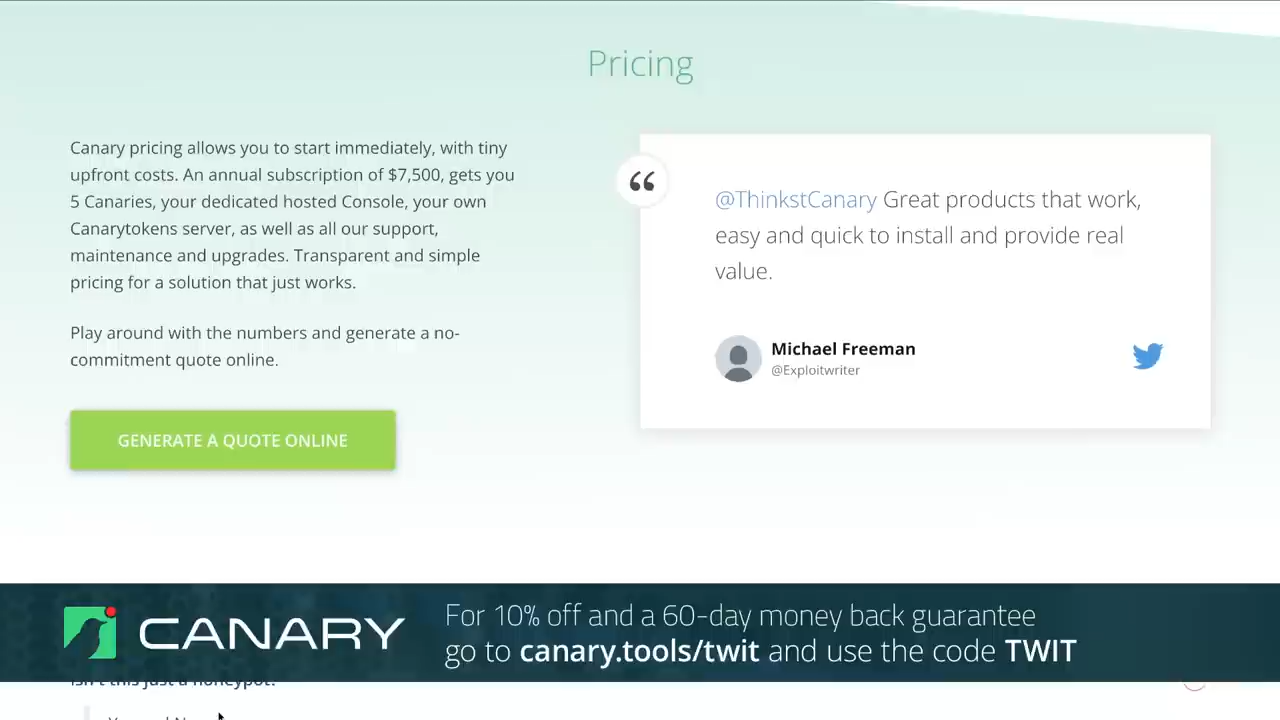 Pricing
Canary pricing allows you to start immediately, with tiny
upfront costs. An annual subscription of $7,500, gets you
5 Canaries, your dedicated hosted Console, your own
Canarytokens server, as well as all our support,
maintenance and upgrades. Transparent and simple
pricing for a solution that just works.
Play around with the numbers and generate a no-
commitment quote online.
GENERATE A QUOTE ONLINE
“
@ThinkstCanary Great products that work,
easy and quick to install and provide real
value.
Michael Freeman
@Exploitwriter
CANARY
For 10% off and a 60-day money back guarantee
go to canary.tools/twit and use the code TWIT
Isn't this just a honeypot?